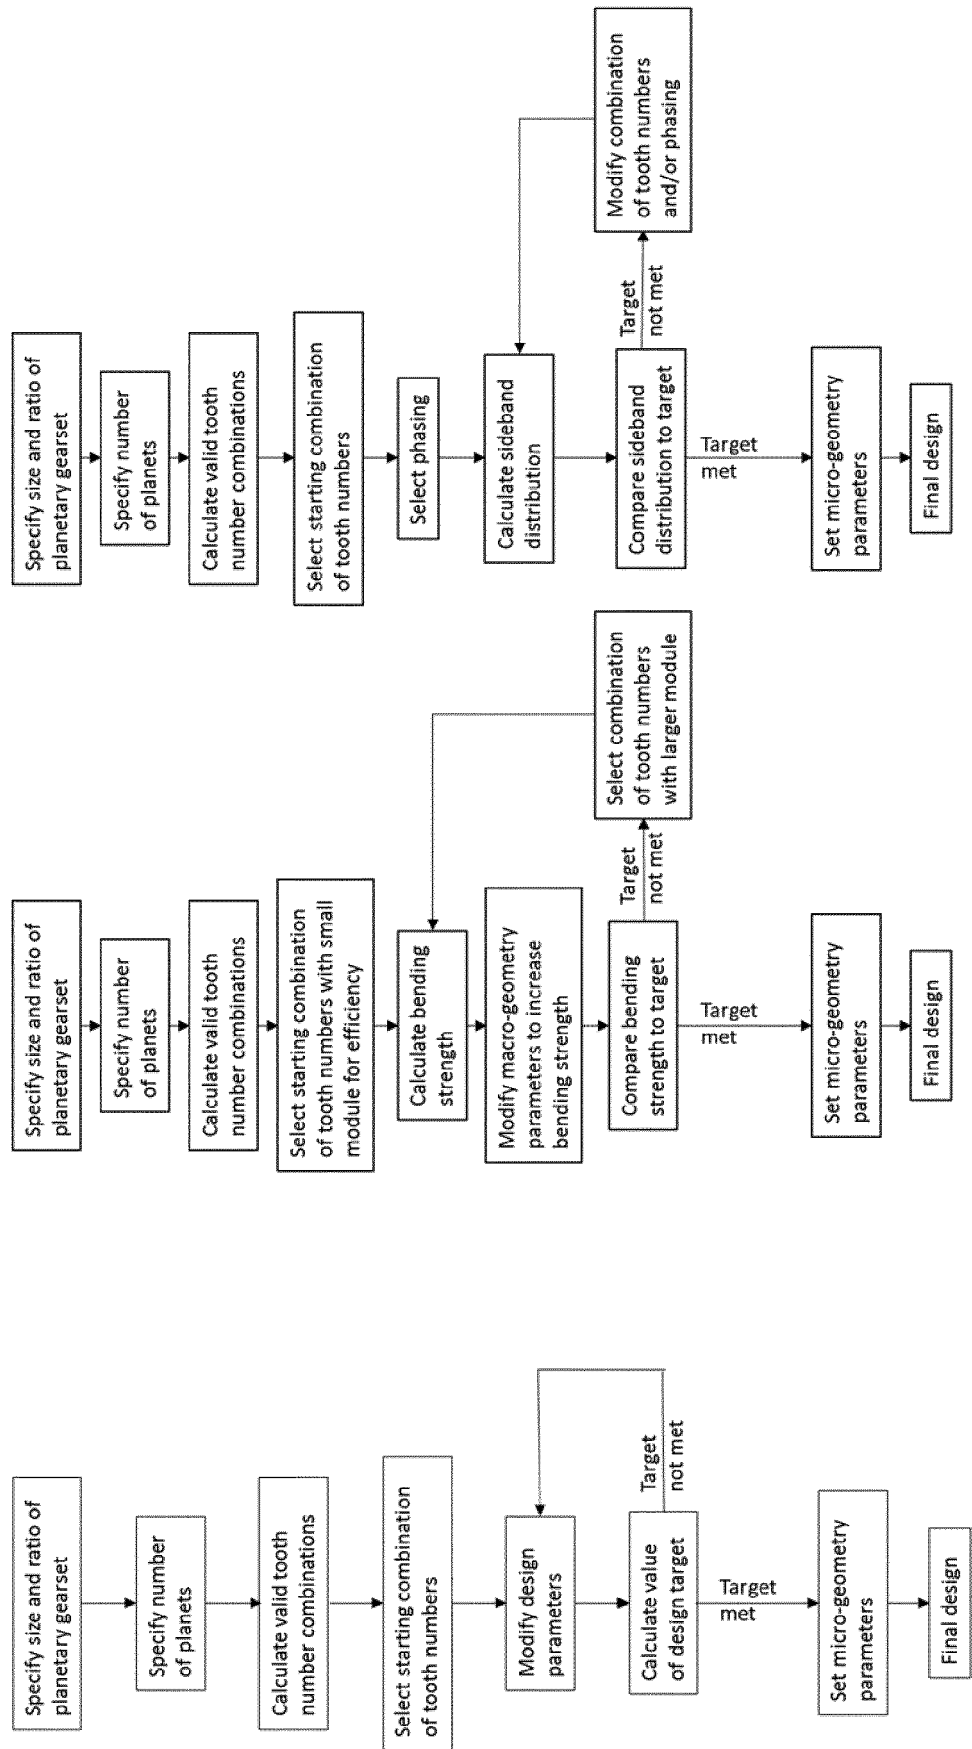 Specify size and ratio of
planetary gearset
Specify number
of planets
Calculate valid tooth
number combinations
Select starting combination
of tooth numbers
Modify design
parameters
Calculate value
of design target
Target
not met
Target
met
Set micro-geometry
parameters
Final design
Specify size and ratio of
planetary gearset
Specify number
of planets
Calculate valid tooth
number combinations
Select starting combination
of tooth numbers with small
module for efficiency
Calculate bending
strength
Modify macro-geometry
parameters to increase
bending strength
Compare bending
strength to target
Target
not met
Select combination
of tooth numbers
with larger module
Target
met
Set micro-geometry
parameters
Final design
Specify size and ratio of
planetary gearset
Specify number
of planets
Calculate valid tooth
number combinations
Select starting combination
of tooth numbers
Select phasing
Calculate sideband
distribution
Compare sideband
distribution to target
Target
not met
Modify combination
of tooth numbers
and/or phasing
Target
met
Set micro-geometry
parameters
Final design